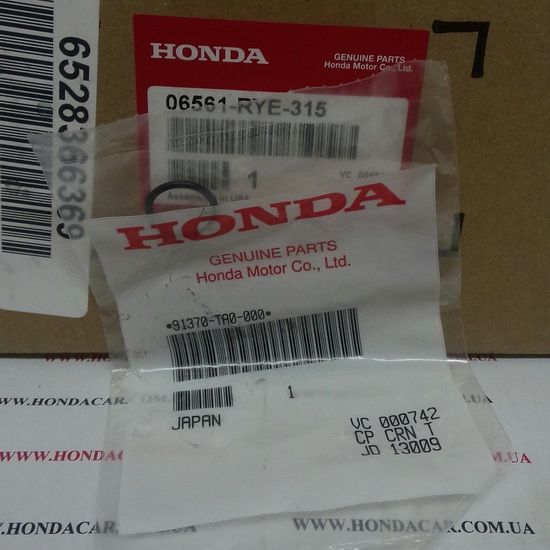 HONDA
GENUINE PARTS
Honda Motor Co., Ltd.
06561-RYE-315
1
6528366369
HONDA
GENUINE PARTS
Honda Motor Co., Ltd.
*91370-TA0-000*
1
JAPAN
VC 000742
CP CRN T
JD 13009
WWW.HONDACAR.COM.UA
WWW.HONDACAR.COM.UA